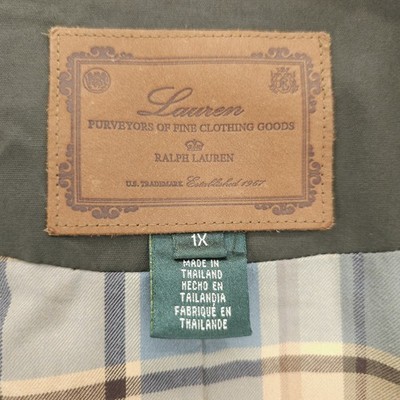 Lauren
PURVEYORS OF FINE CLOTHING GOODS
RALPH LAUREN
U.S. TRADEMARK. Established 1967.
1X
MADE IN
THAILAND
HECHO EN
TAILANDIA
FABRIQUÉ EN
THAÏLANDE